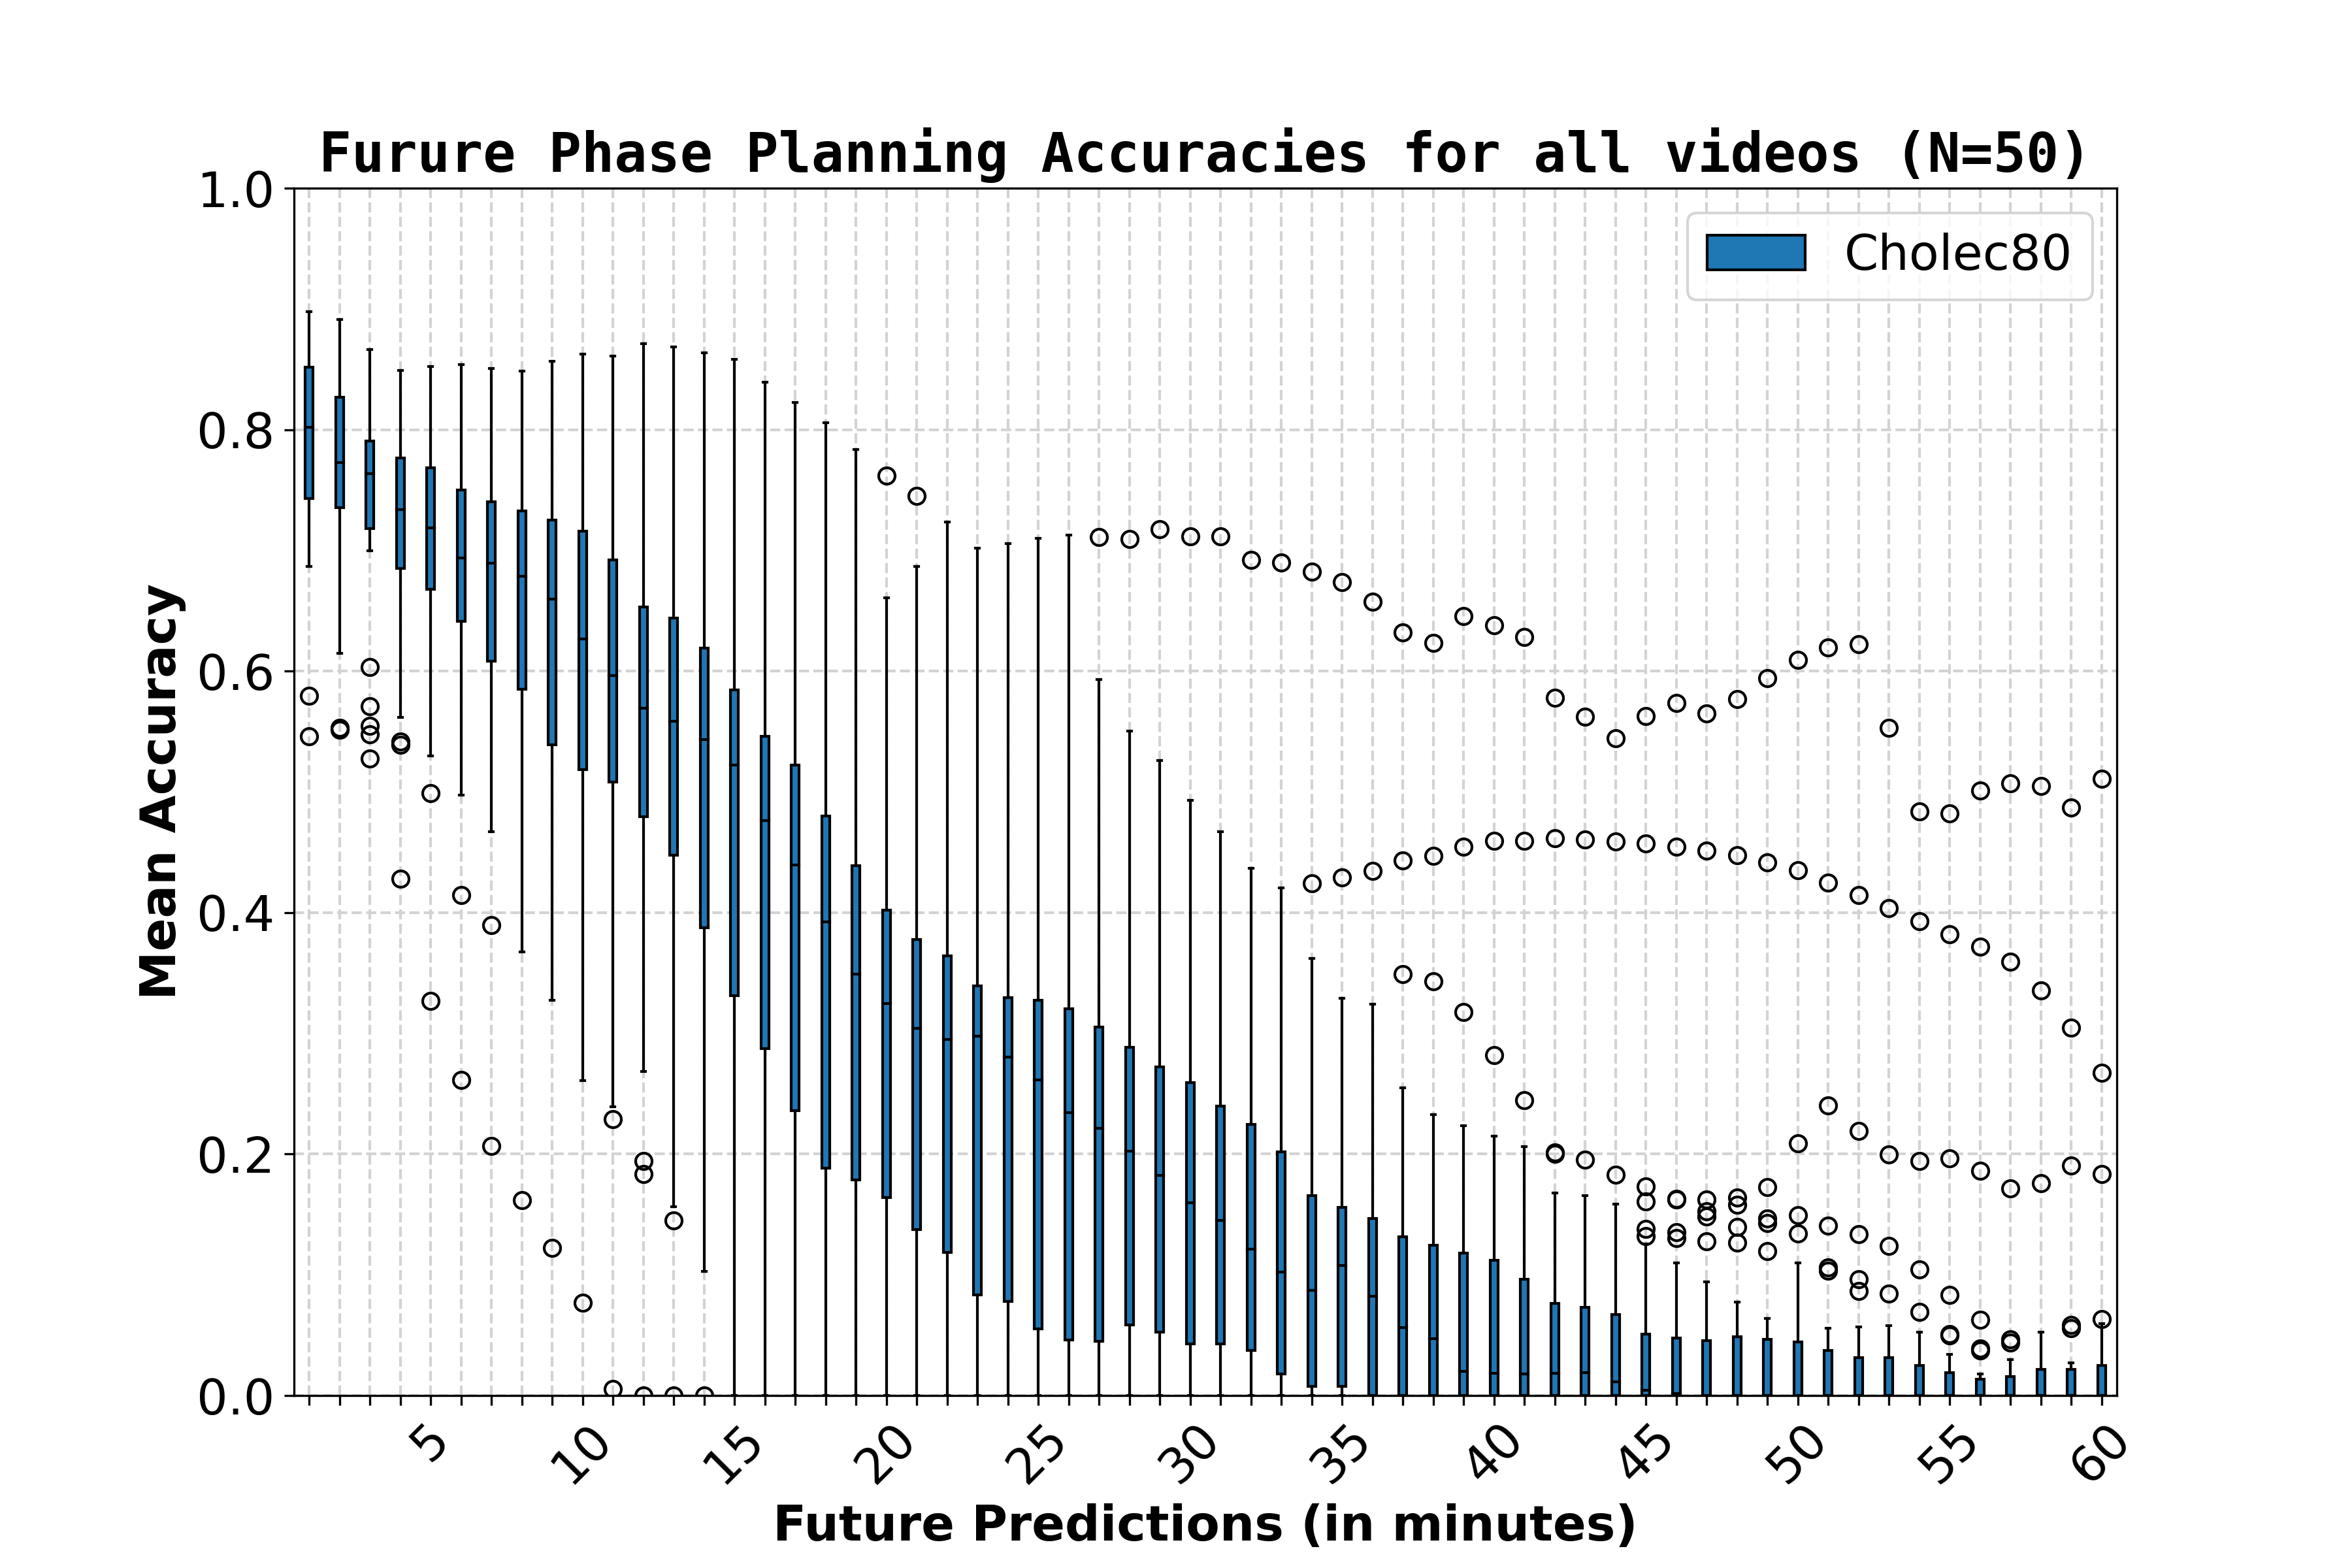 Furure Phase Planning Accuracies for all videos (N=50)
1.0
Cholec80
0.8
0.6
0.4
0.2
0.0
Mean Accuracy
5 10 15 20 25 30 35 40 45 50 55 60
Future Predictions (in minutes)